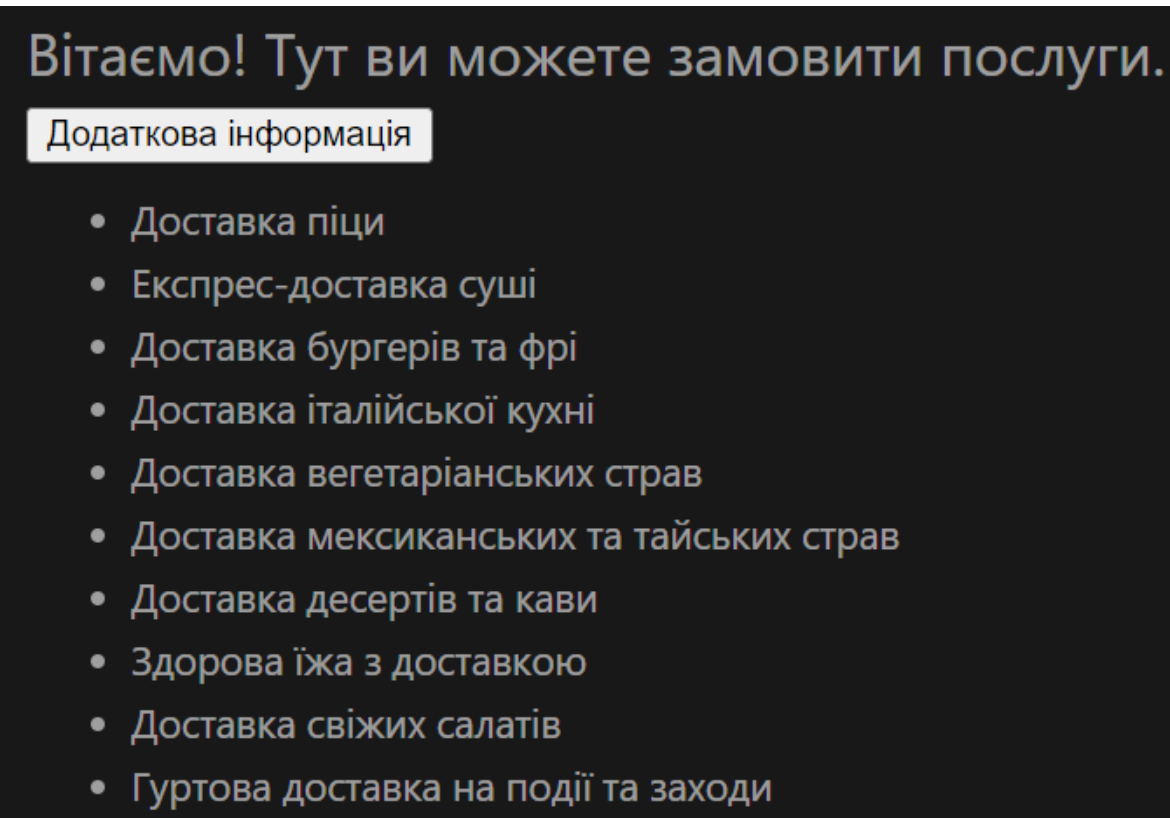 Вітаємо! Тут ви можете замовити послуги.
Додаткова інформація
• Доставка піци
• Експрес-доставка суші
• Доставка бургерів та фрі
• Доставка італійської кухні
• Доставка вегетаріанських страв
• Доставка мексиканських та тайських страв
• Доставка десертів та кави
• Здорова їжа з доставкою
• Доставка свіжих салатів
• Гуртова доставка на події та заходи